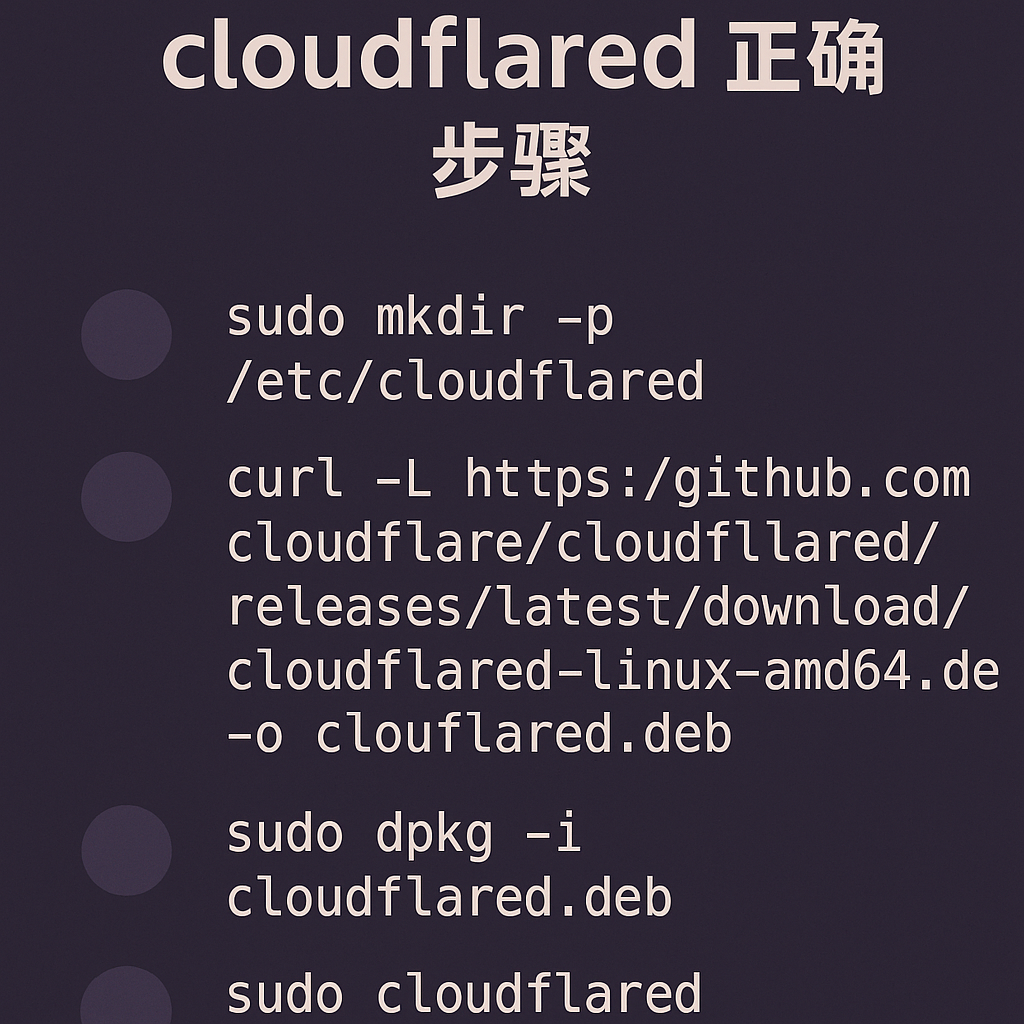 cloudflared 正确
步骤
sudo mkdir -p
/etc/cloudflared
curl -L https:/github.com
cloudflare/cloudfllared/
releases/latest/download/
cloudflared-linux-amd64.de
-o clouflared.deb
sudo dpkg -i
cloudflared.deb
sudo cloudflared